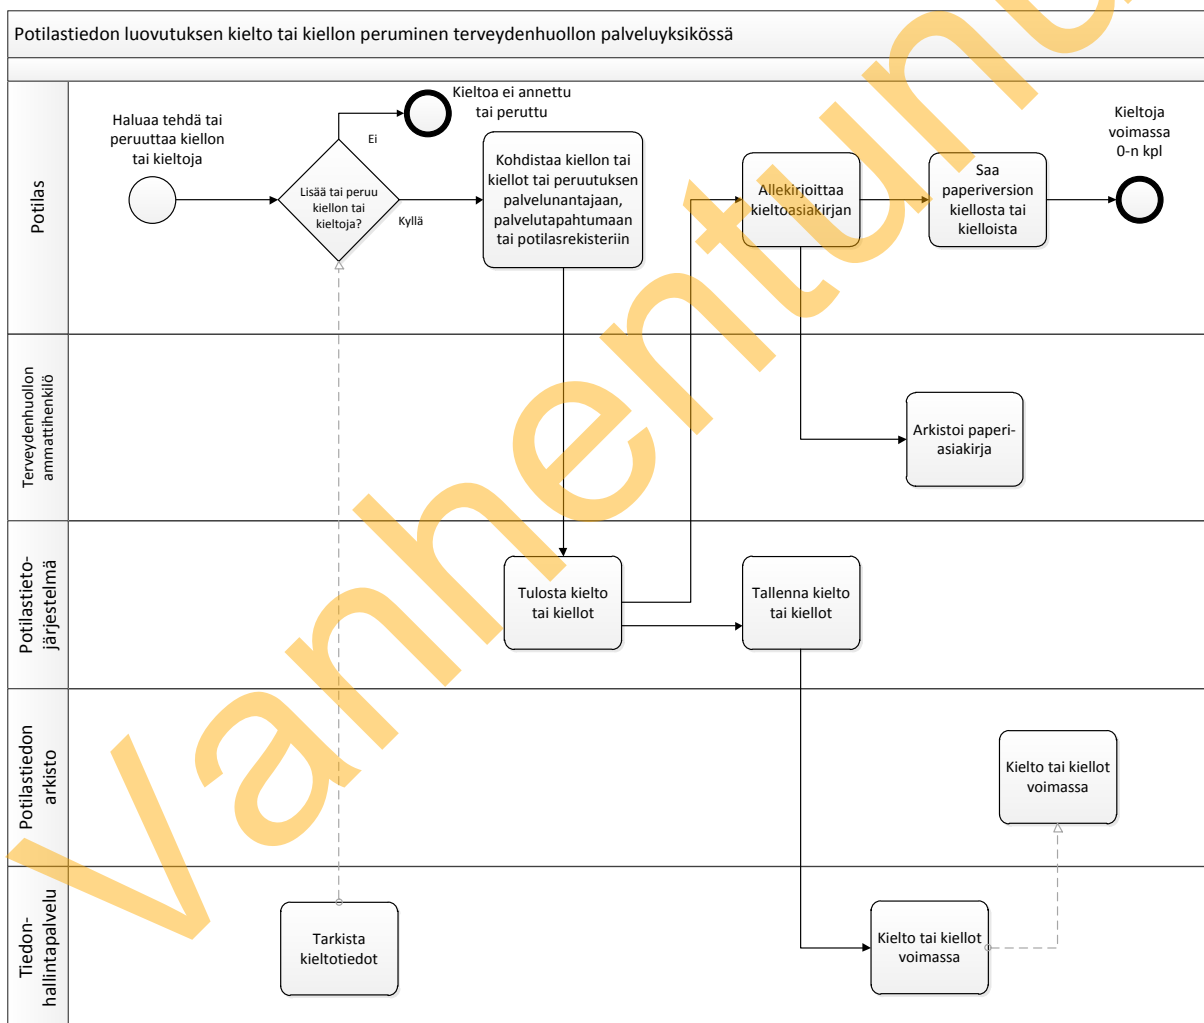 Potilastiedon luovutuksen kielto tai kiellon peruminen terveydenhuollon palveluyksikössä
Potilas
Haluaa tehdä tai
peruuttaa kiellon
tai kieltoja
Lisää tai peru
kiellon tai
kieltoja?
Ei
Kyllä
Kieltoa ei annettu
tai peruttu
Kohdistaa kiellon tai
kiellot tai peruutuksen
palvelunantajaan,
palvelutapahtumaan
tai potilasrekisteriin
Allekirjoittaa
kieltoasiakirjan
Saa
paperiversion
kiellosta tai
kielloista
Kieltoja
voimassa
0-n kpl
Terveydenhuollon
ammattihenkilö
Arkistoi paperi-
asiakirja
Potilastieto-
järjestelmä
Tulosta kielto
tai kiellot
Tallenna kielto
tai kiellot
Potilastiedon
arkisto
Kielto tai kiellot
voimassa
Tiedon-
hallintapalvelu
Tarkista
kieltotiedot
Kielto tai kiellot
voimassa
Vanhentunu